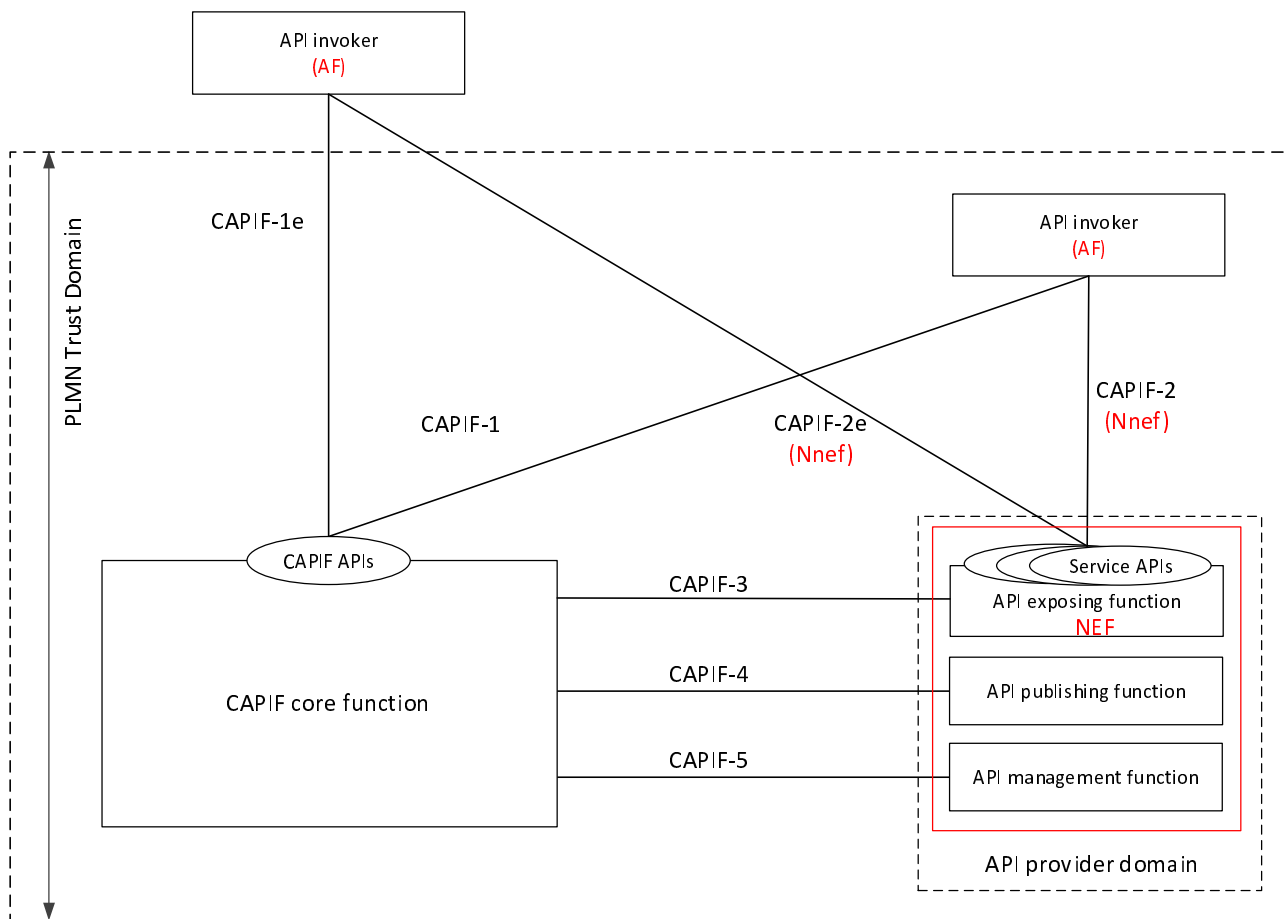 API invoker
(AF)
API invoker
(AF)
PLMN Trust Domain
CAPIF-1e
CAPIF-1
CAPIF-2e
(Nnef)
CAPIF-2
(Nnef)
CAPIF APIs
CAPIF core function
CAPIF-3
CAPIF-4
CAPIF-5
Service APIs
API exposing function
NEF
API publishing function
API management function
API provider domain